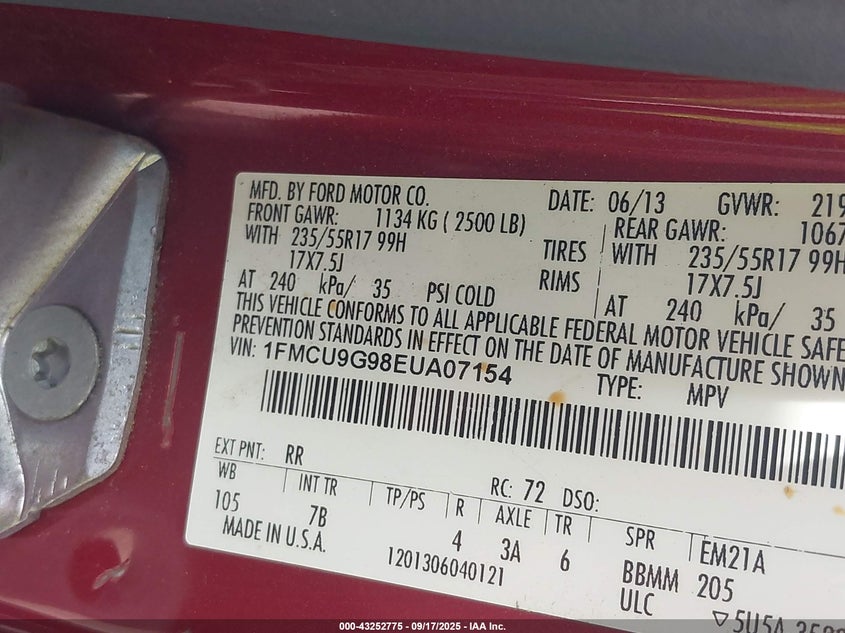 MFD. BY FORD MOTOR CO. DATE: 06/13 GVWR: 219
FRONT GAWR: 1134 KG ( 2500 LB) REAR GAWR: 1067
WITH 235/55R17 99H TIRES WITH 235/55R17 99H
17X7.5J RIMS 17X7.5J
AT 240 kPa/ 35 PSI COLD AT 240 kPa/ 35
THIS VEHICLE CONFORMS TO ALL APPLICABLE FEDERAL MOTOR VEHICLE SAFE
PREVENTION STANDARDS IN EFFECT ON THE DATE OF MANUFACTURE SHOWN
VIN: 1FMCU9G98EUA07154 TYPE: MPV
EXT PNT: RR RC: 72 DSO:
WB INT TR TP/PS R AXLE TR SPR EM21A
105 7B 4 3A 6 BBMM 205
MADE IN U.S.A. 1201306040121 ULC ▽5U5A
000-43252775 - 09/17/2025 - IAA Inc.